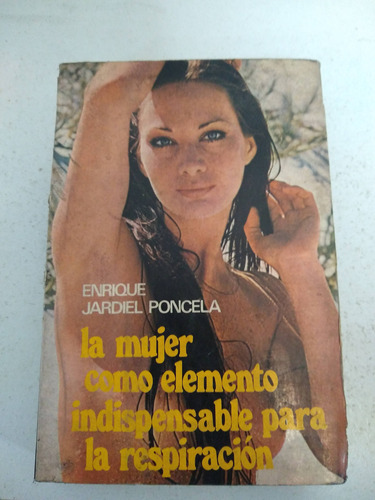 ENRIQUE
JARDIEL PONCELA
la mujer
como elemento
indispensable para
la respiración